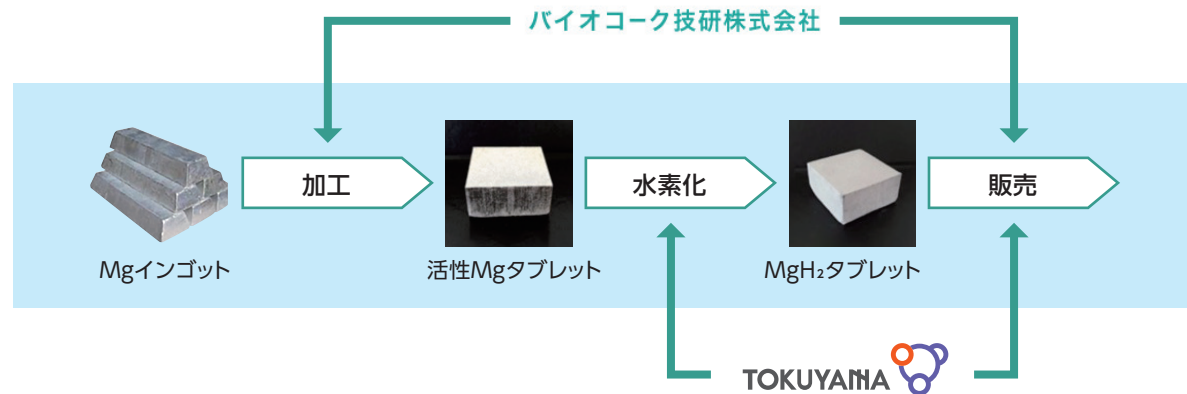 バイオコーク技研株式会社
加工
水素化
販売
Mgインゴット
活性Mgタブレット
MgH₂タブレット
TOKUYAMA